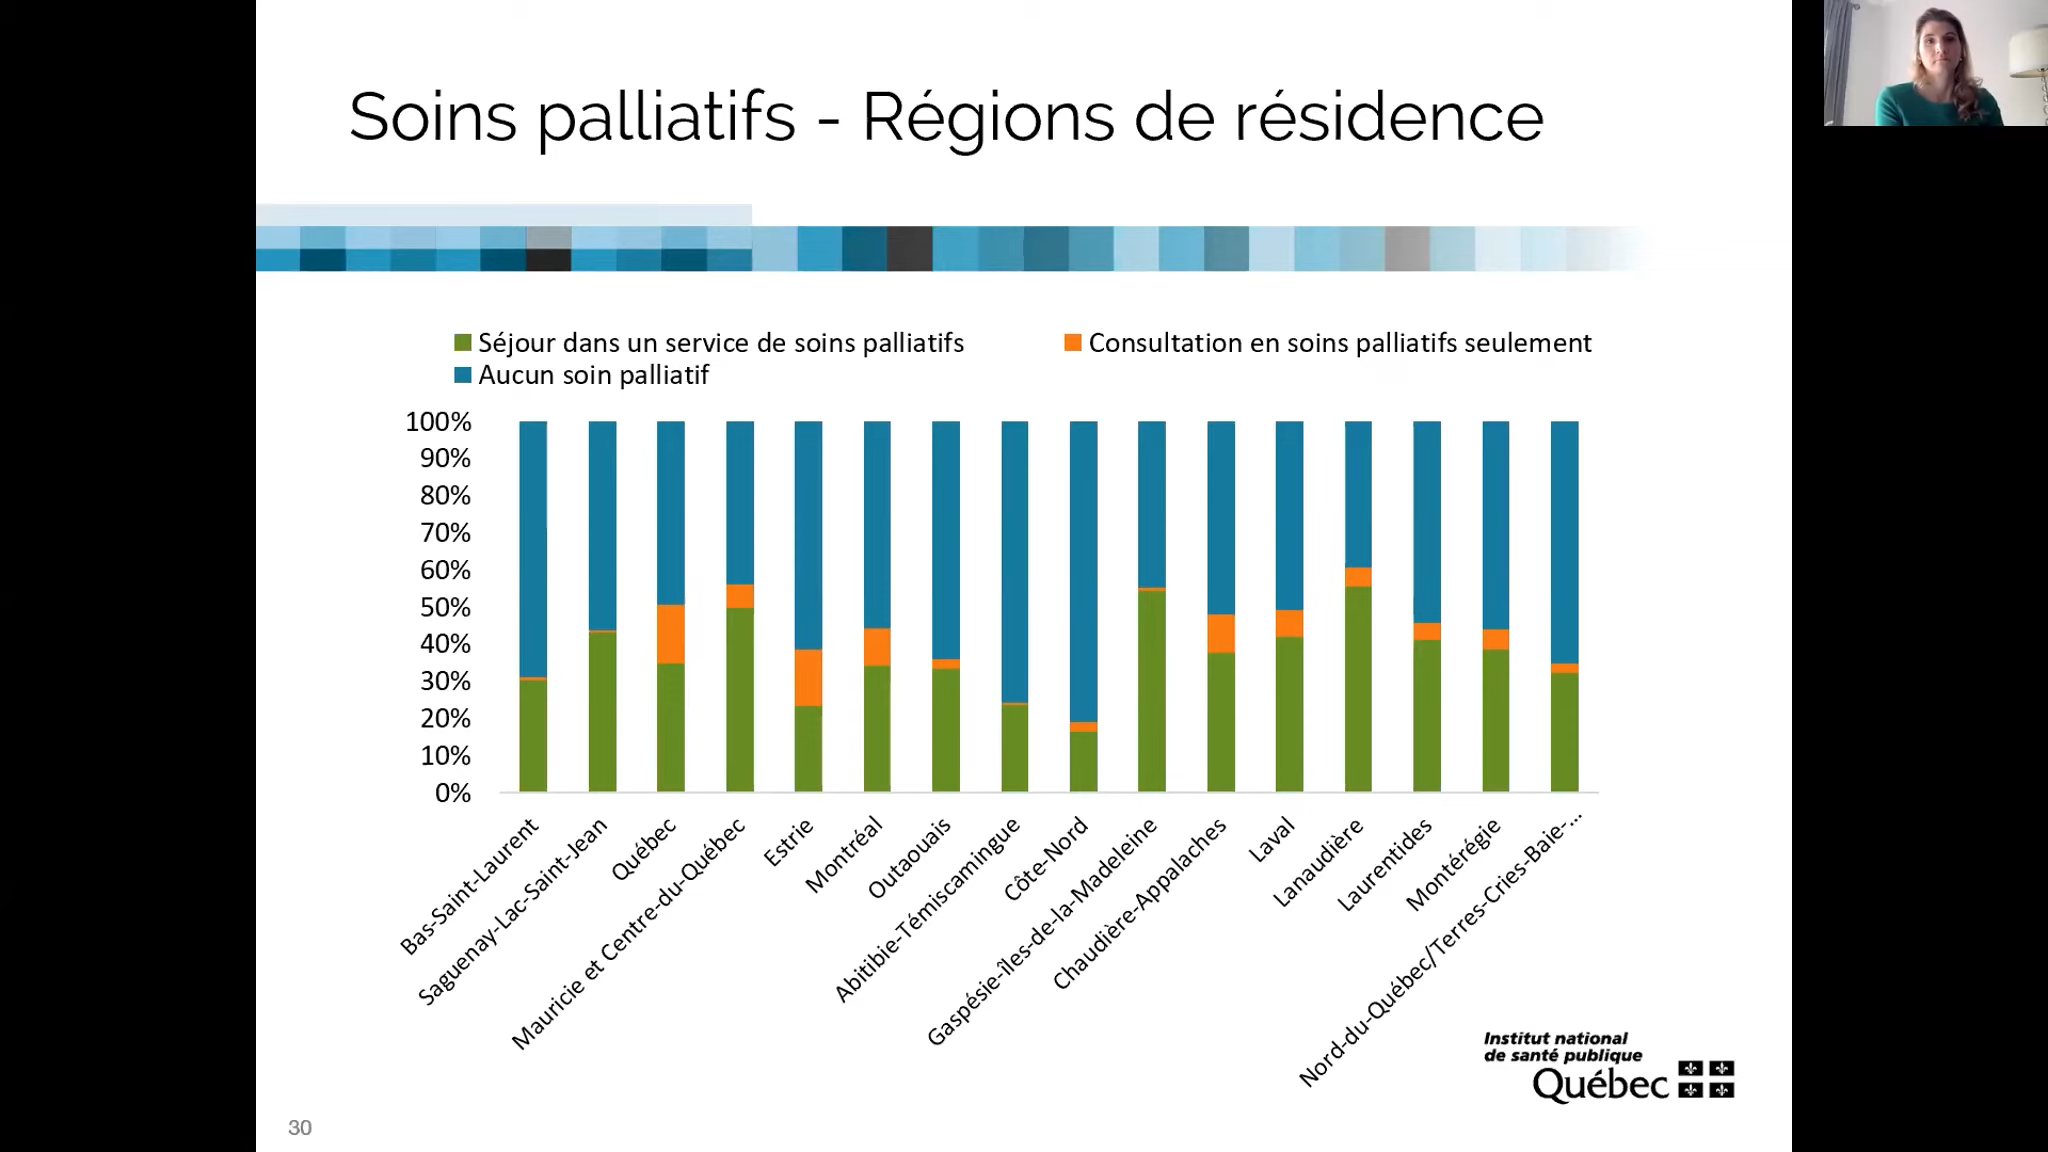 Soins palliatifs - Régions de résidence
Séjour dans un service de soins palliatifs
Consultation en soins palliatifs seulement
Aucun soin palliatif
100%
90%
80%
70%
60%
50%
40%
30%
20%
10%
0%
Bas-Saint-Laurent
Saguenay-Lac-Saint-Jean
Québec
Mauricie et Centre-du-Québec
Estrie
Montréal
Outaouais
Abitibie-Témiscamingue
Côte-Nord
Gaspésie-îles-de-la-Madeleine
Chaudière-Appalaches
Laval
Lanaudière
Laurentides
Montérégie
Nord-du-Québec/Terres-Cries-Baie-...
Institut national
de santé publique
Québec
30